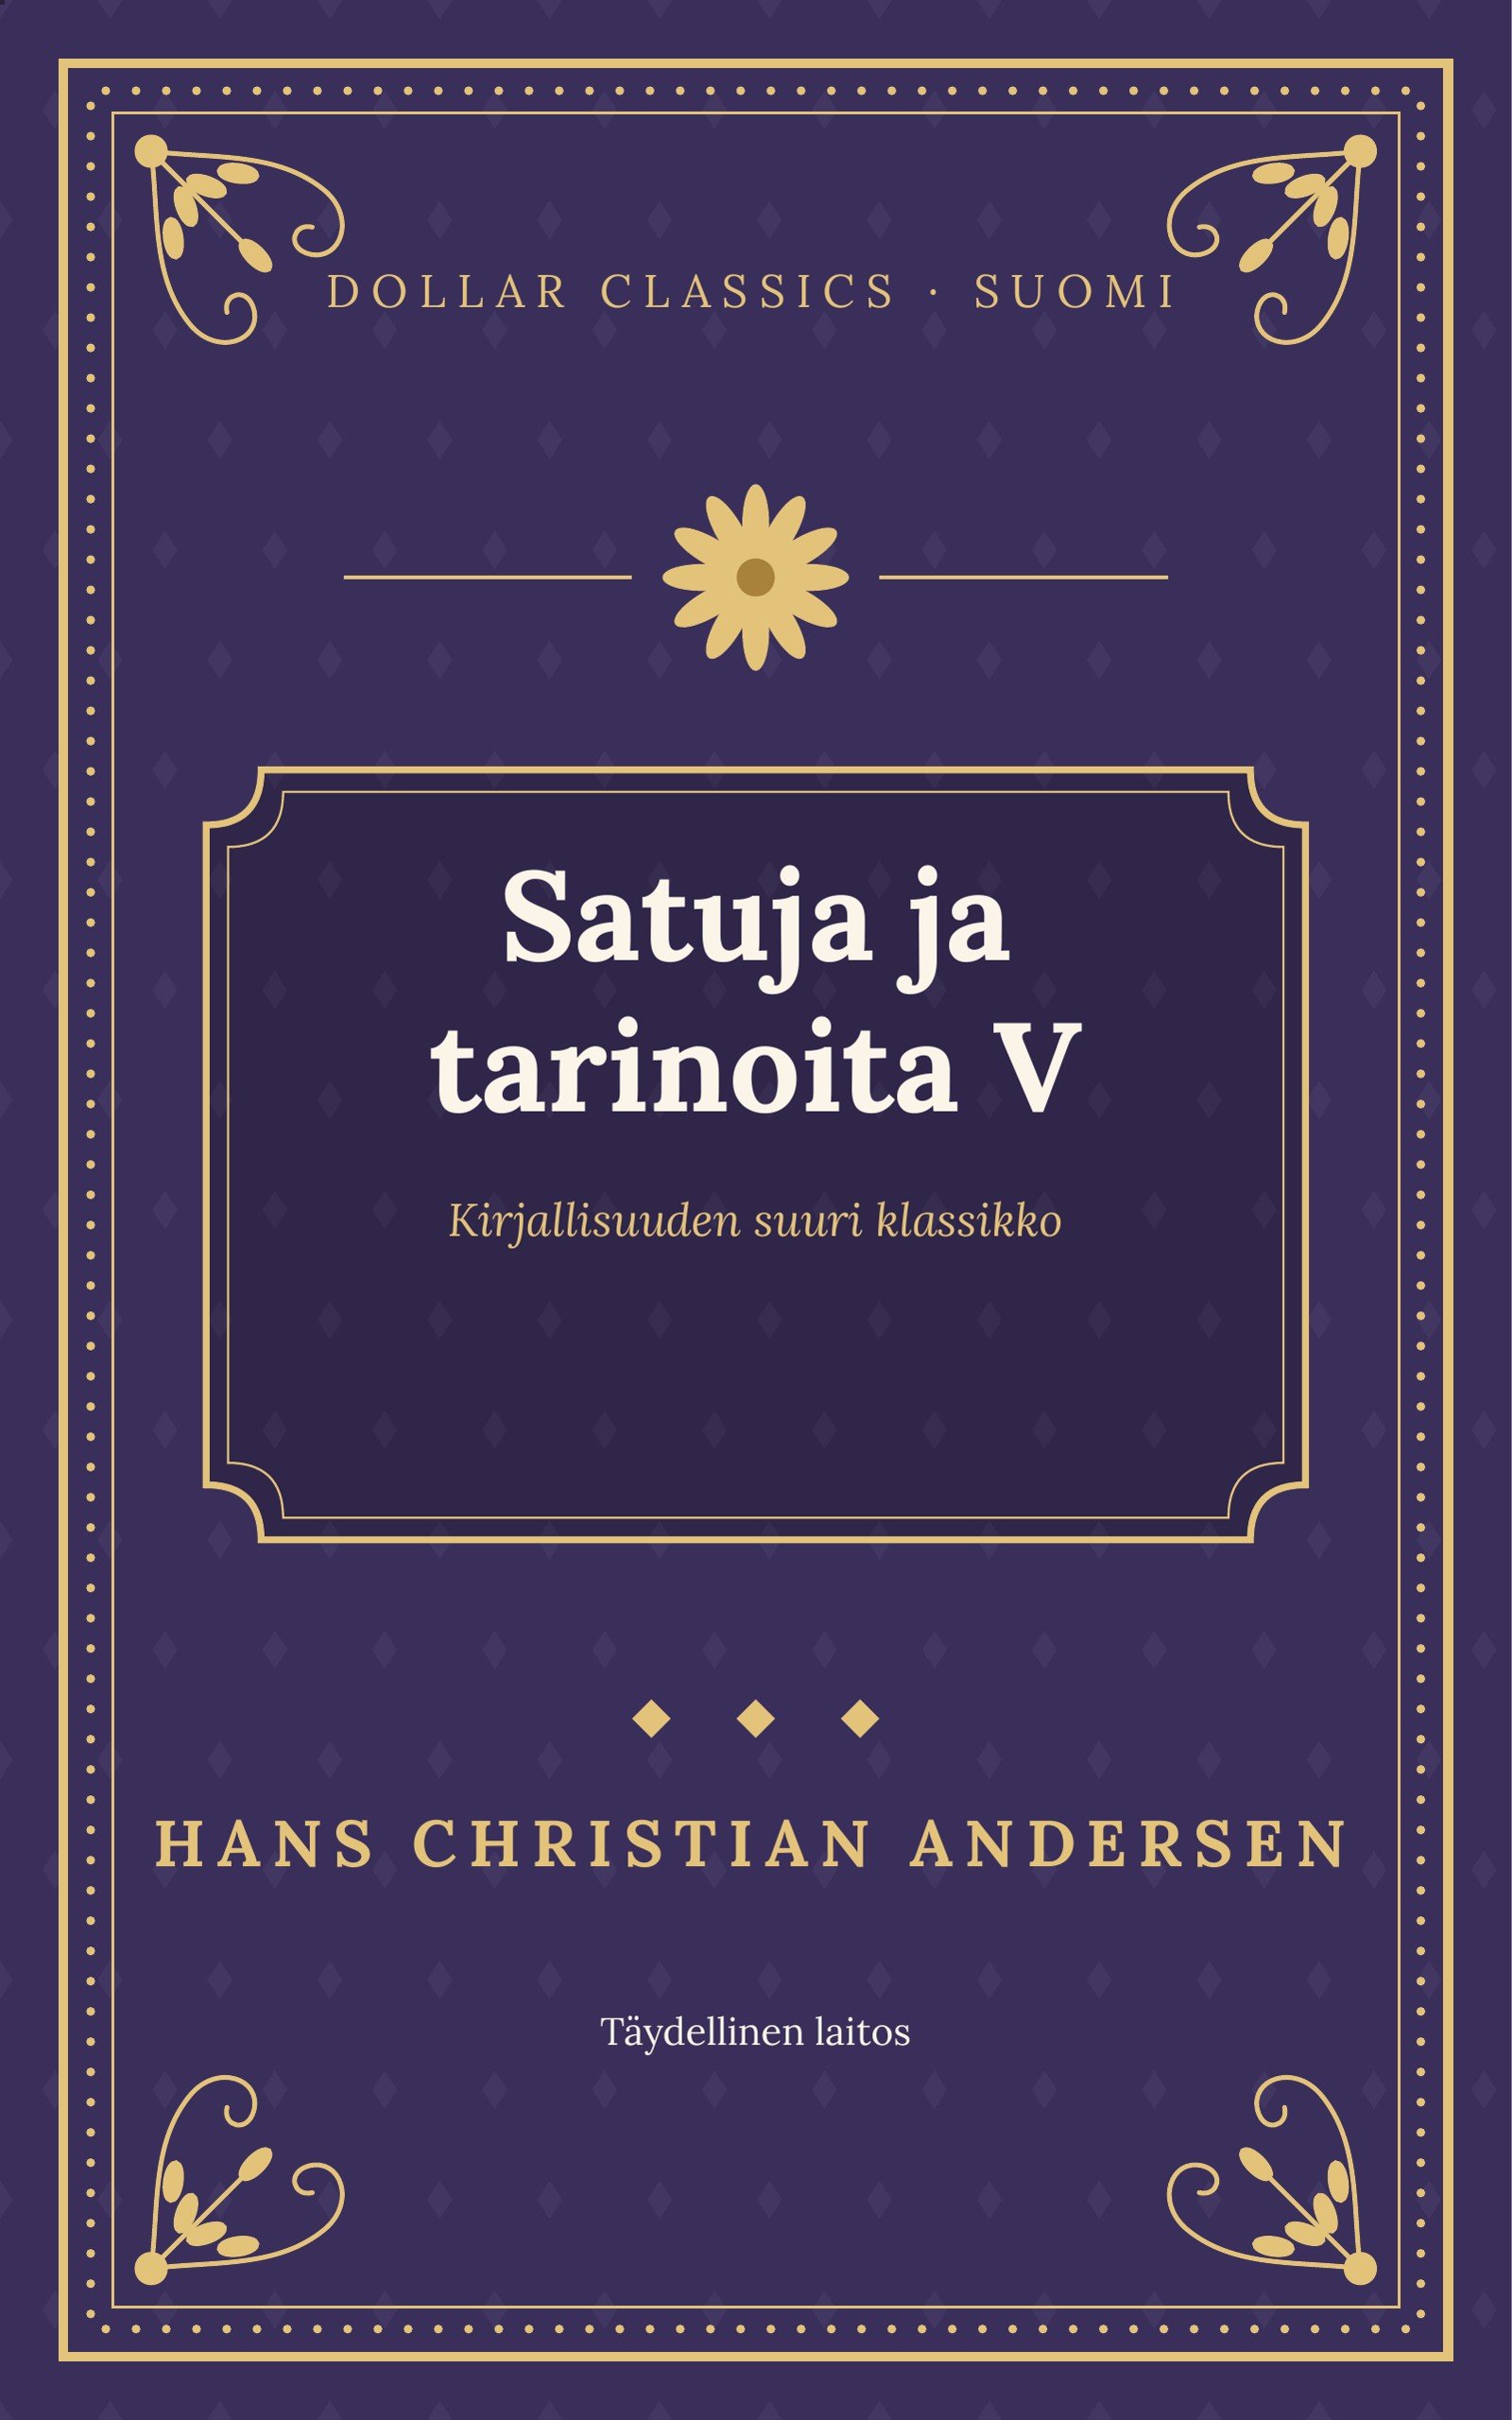 DOLLAR CLASSICS · SUOMI
Satuja ja
tarinoita V
Kirjallisuuden suuri klassikko
HANS CHRISTIAN ANDERSEN
Täydellinen laitos